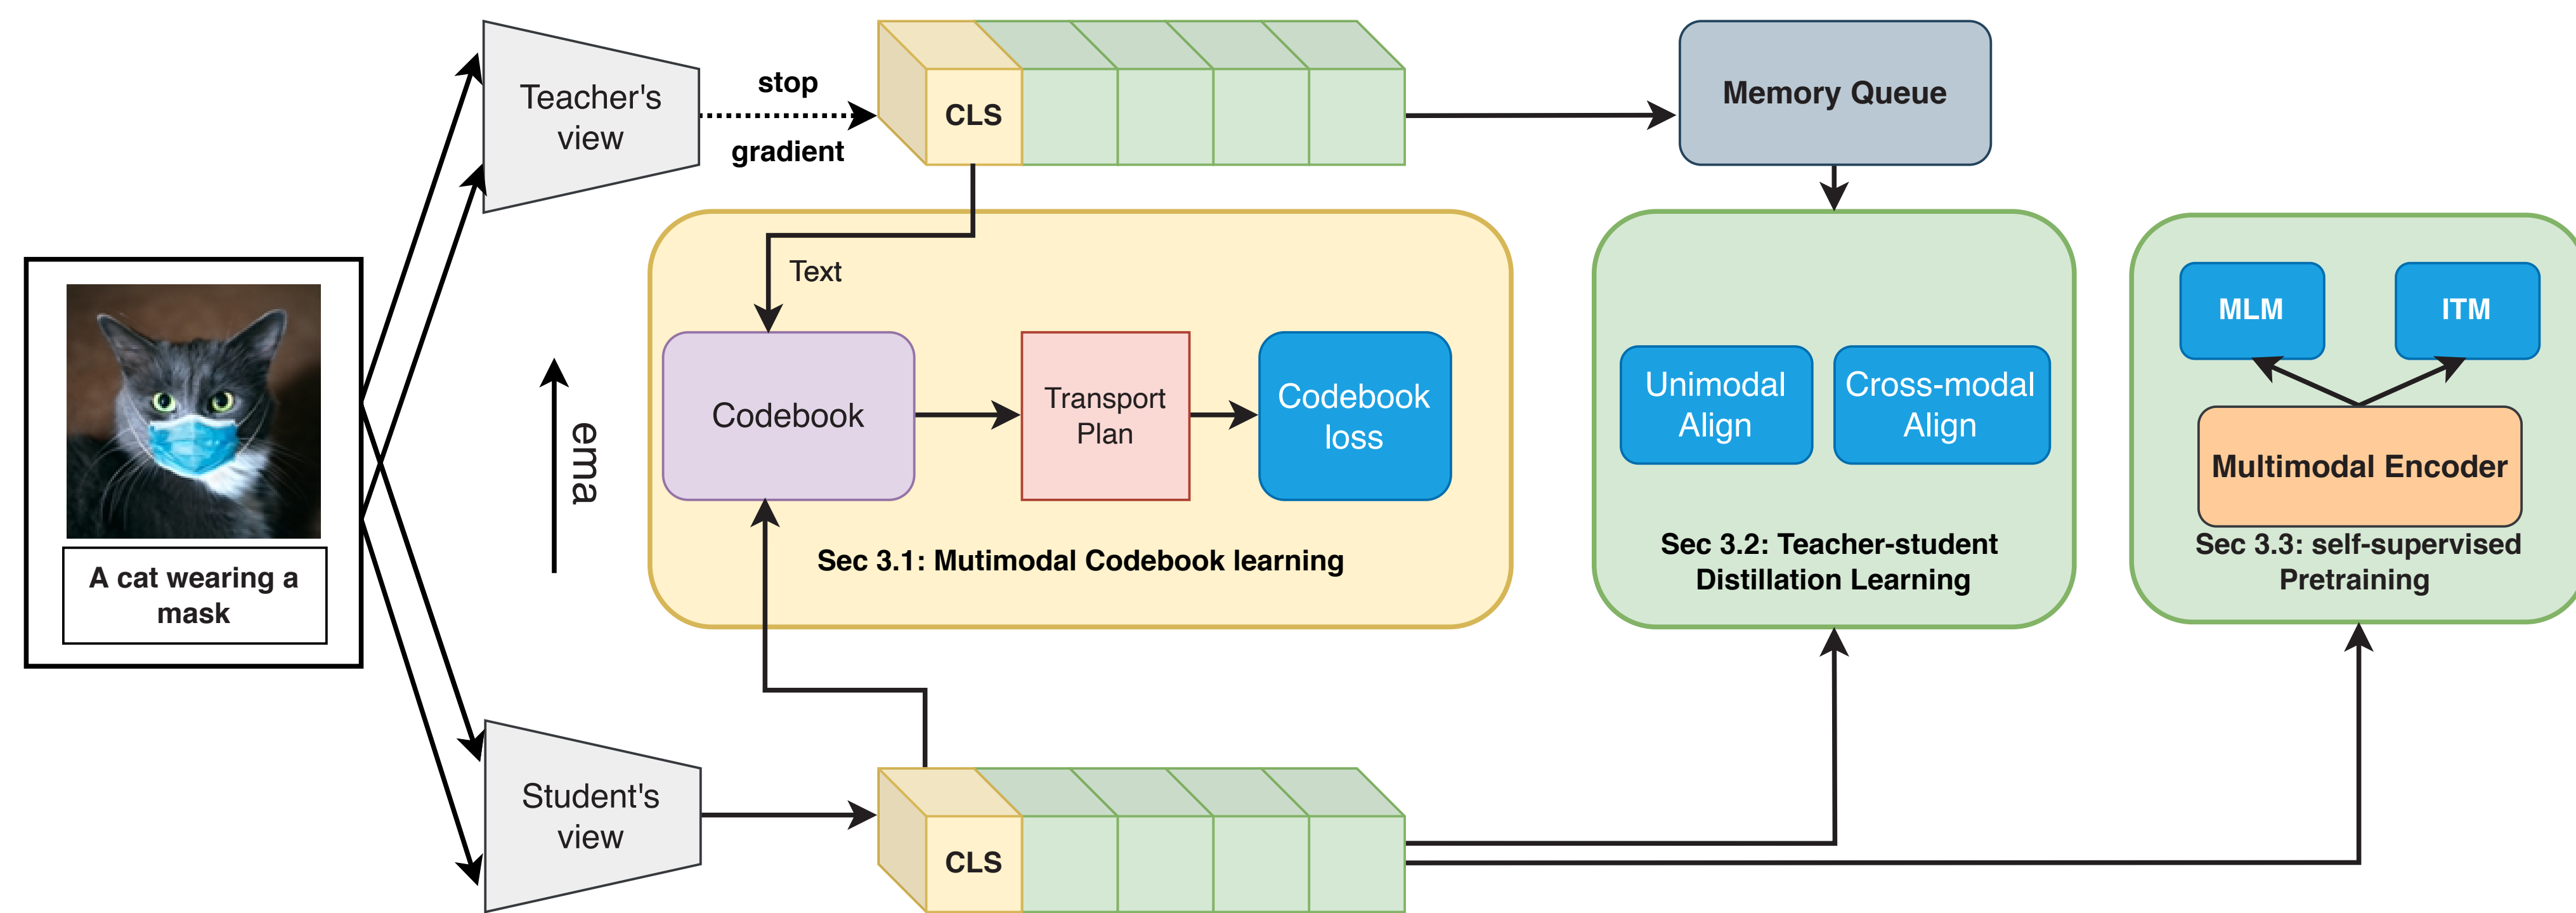 Teacher's
view
stop
gradient
CLS
Memory Queue
Text
Codebook
Transport
Plan
Codebook
loss
Sec 3.1: Mutimodal Codebook learning
ema
A cat wearing a
mask
Unimodal
Align
Cross-modal
Align
Sec 3.2: Teacher-student
Distillation Learning
MLM
ITM
Multimodal Encoder
Sec 3.3: self-supervised
Pretraining
Student's
view
CLS